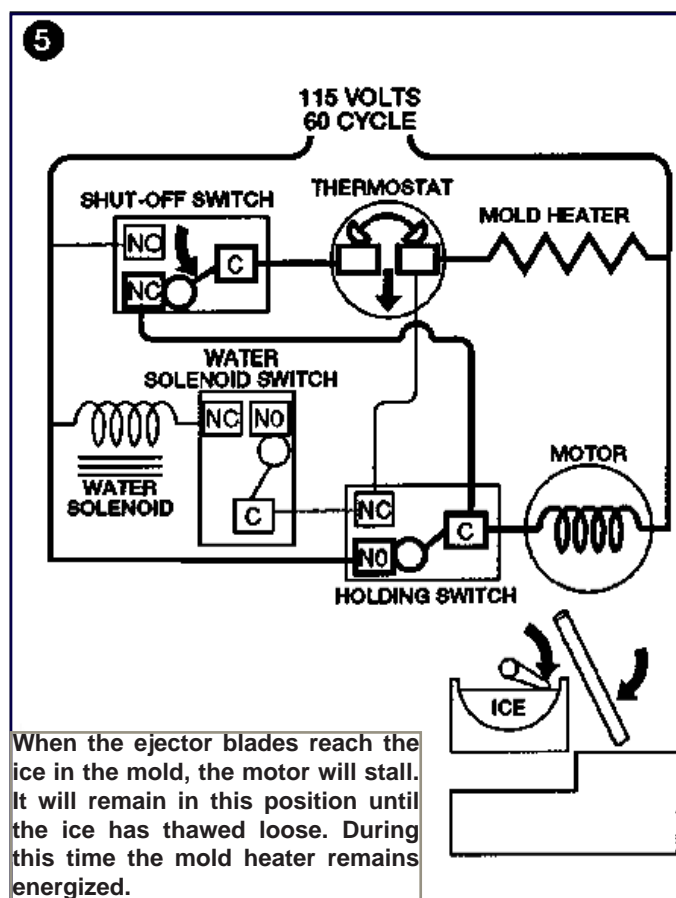 5
115 VOLTS
60 CYCLE
SHUT-OFF SWITCH
THERMOSTAT
MOLD HEATER
NO
C
NC
WATER
SOLENOID SWITCH
NC N0
MOTOR
WATER
SOLENOID
C
NC
C
N0
HOLDING SWITCH
ICE
When the ejector blades reach the
ice in the mold, the motor will stall.
It will remain in this position until
the ice has thawed loose. During
this time the mold heater remains
energized.